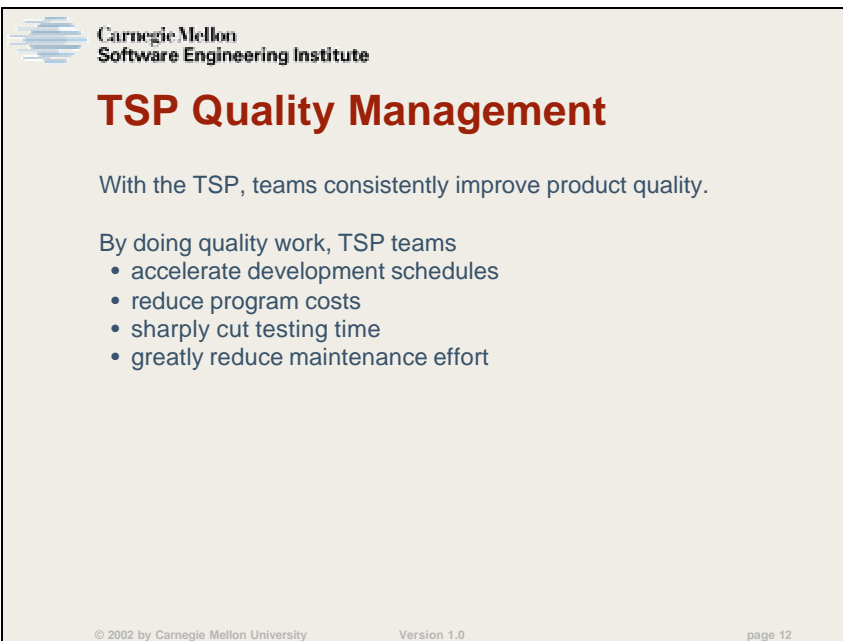 Carnegie Mellon
Software Engineering Institute
TSP Quality Management
With the TSP, teams consistently improve product quality.
By doing quality work, TSP teams
• accelerate development schedules
• reduce program costs
• sharply cut testing time
• greatly reduce maintenance effort
© 2002 by Carnegie Mellon University Version 1.0 page 12